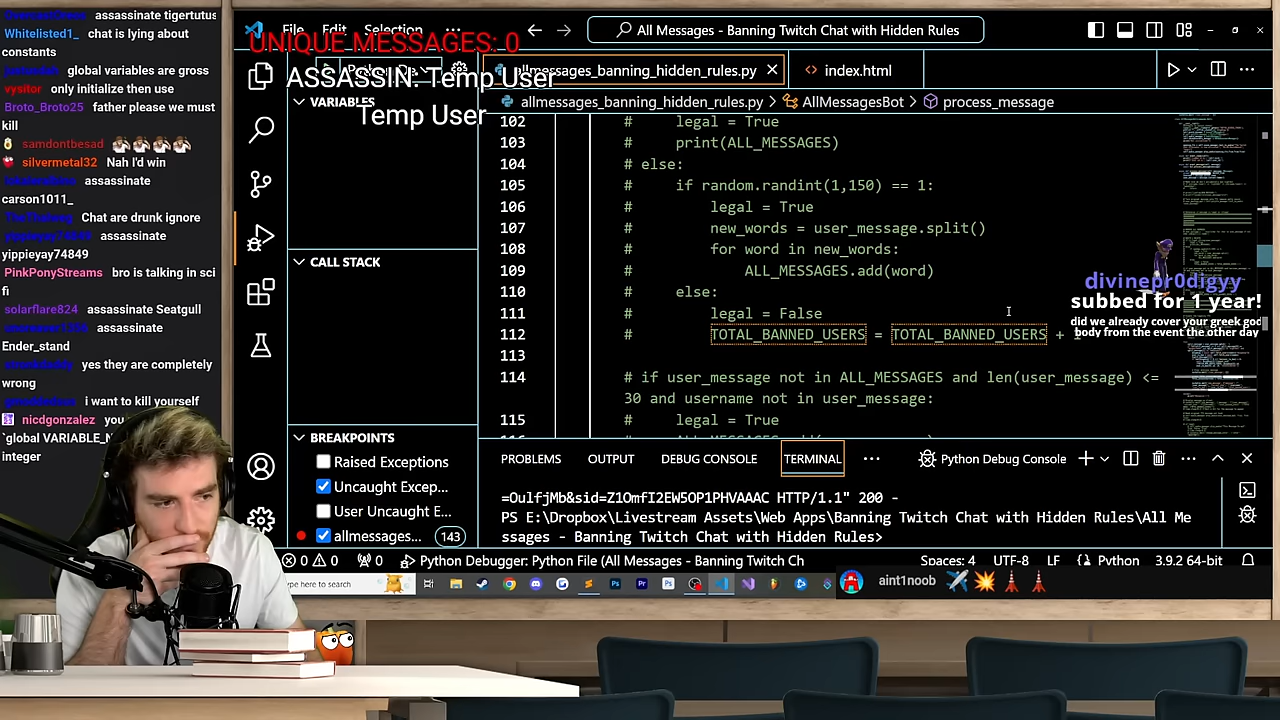 assassinate tigertutus
Whitelisted1_ chat is lying about
constants
global variables are gross
vysitor only initialize then use
Broto_Broto25 father please we must
kill
samdontbesad
silvermetal32 Nah I'd win
assassinate
carson1011_
Chat are drunk ignore
yippieyay74849 assassinate
yippieyay74849
PinkPonyStreams bro is talking in sci
fi
solarflare824 assassinate Seatgull
assassinate
Ender_stand
yes they are completely
wrong
i want to kill yourself
nicdgonzalez you
`global VARIABLE_N
integer
File Edit Selection ...
All Messages - Banning Twitch Chat with Hidden Rules
UNIQUE MESSAGES: 0
ASSASSIN: Temp User
Temp User
allmessages_banning_hidden_rules.py
index.html
VARIABLES
allmessages_banning_hidden_rules.py > AllMessagesBot > process_message
102 # legal = True
103 # print(ALL_MESSAGES)
104 # else:
105 # if random.randint(1,150) == 1:
106 # legal = True
107 # new_words = user_message.split()
108 # for word in new_words:
109 # ALL_MESSAGES.add(word)
110 # else:
111 # legal = False
112 # TOTAL_BANNED_USERS = TOTAL_BANNED_USERS +
113
114 # if user_message not in ALL_MESSAGES and len(user_message) <=
30 and username not in user_message:
115 # legal = True
CALL STACK
divinepr0digyy
subbed for 1 year!
did we already cover your greek god
body from the event the other day
BREAKPOINTS
Raised Exceptions
Uncaught Excep...
User Uncaught E...
allmessages... 143
PROBLEMS OUTPUT DEBUG CONSOLE TERMINAL ... Python Debug Console
=OulfjMb&sid=Z1OmfI2EW5OP1PHVAAAC HTTP/1.1" 200 -
PS E:\Dropbox\Livestream Assets\Web Apps\Banning Twitch Chat with Hidden Rules\All Me
ssages - Banning Twitch Chat with Hidden Rules>
0 0 0 Python Debugger: Python File (All Messages - Banning Twitch Ch
Spaces: 4 UTF-8 LF Python 3.9.2 64-bit
here to search
aint1noob